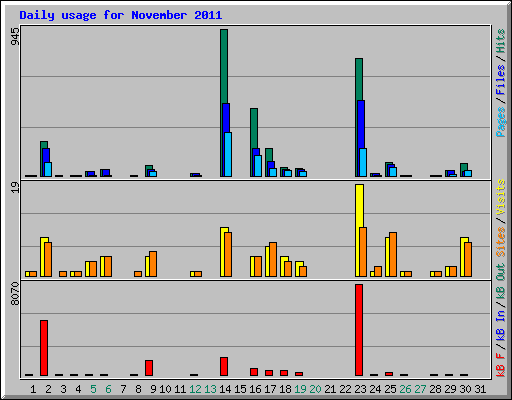 Daily usage for November 2011
945
Pages / Files / Hits
19
Sites / Visits
8070
kB F / kB In / kB Out
1 2 3 4 5 6 7 8 9 10 11 12 13 14 15 16 17 18 19 20 21 22 23 24 25 26 27 28 29 30 31